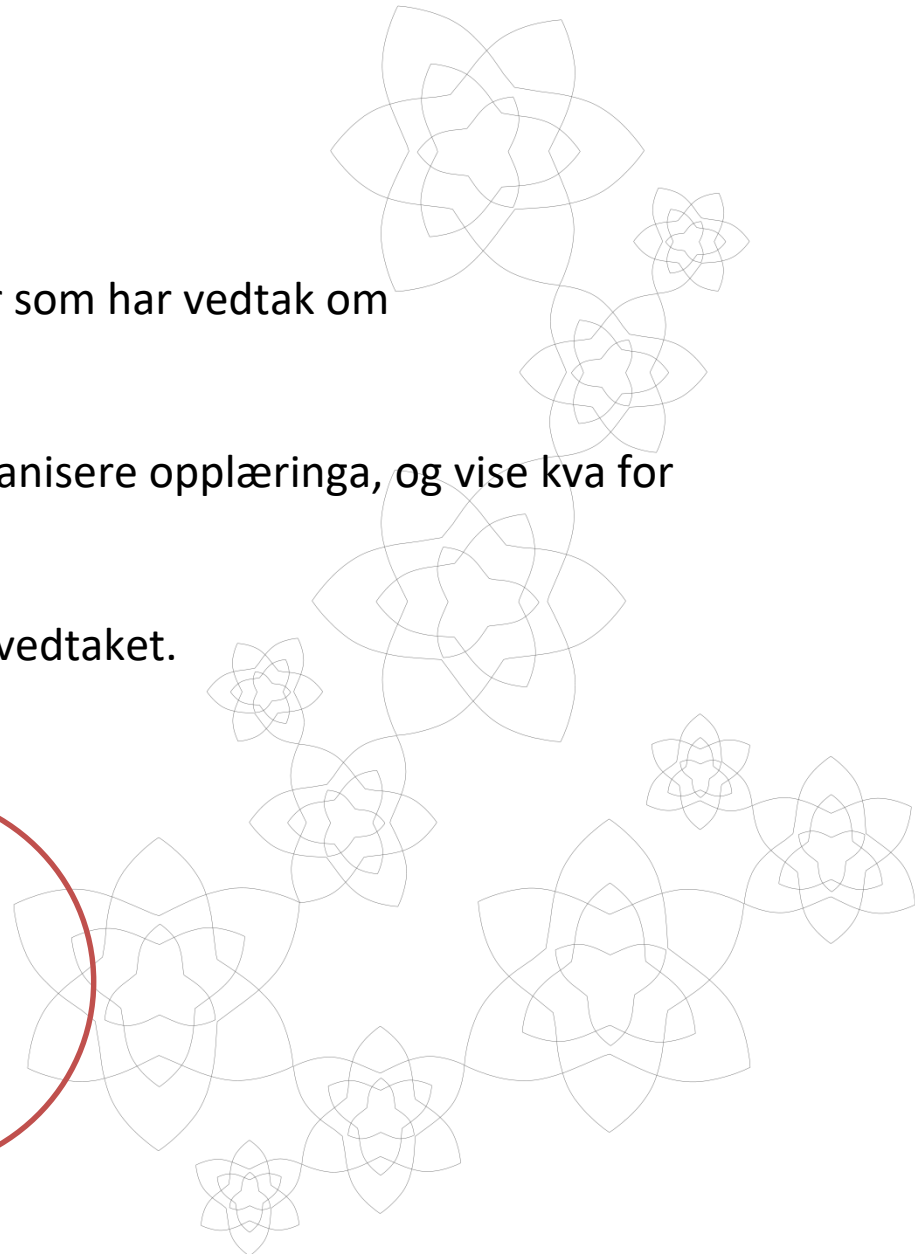 r som har vedtak om
anisere opplæringa, og vise kva for
vedtaket.